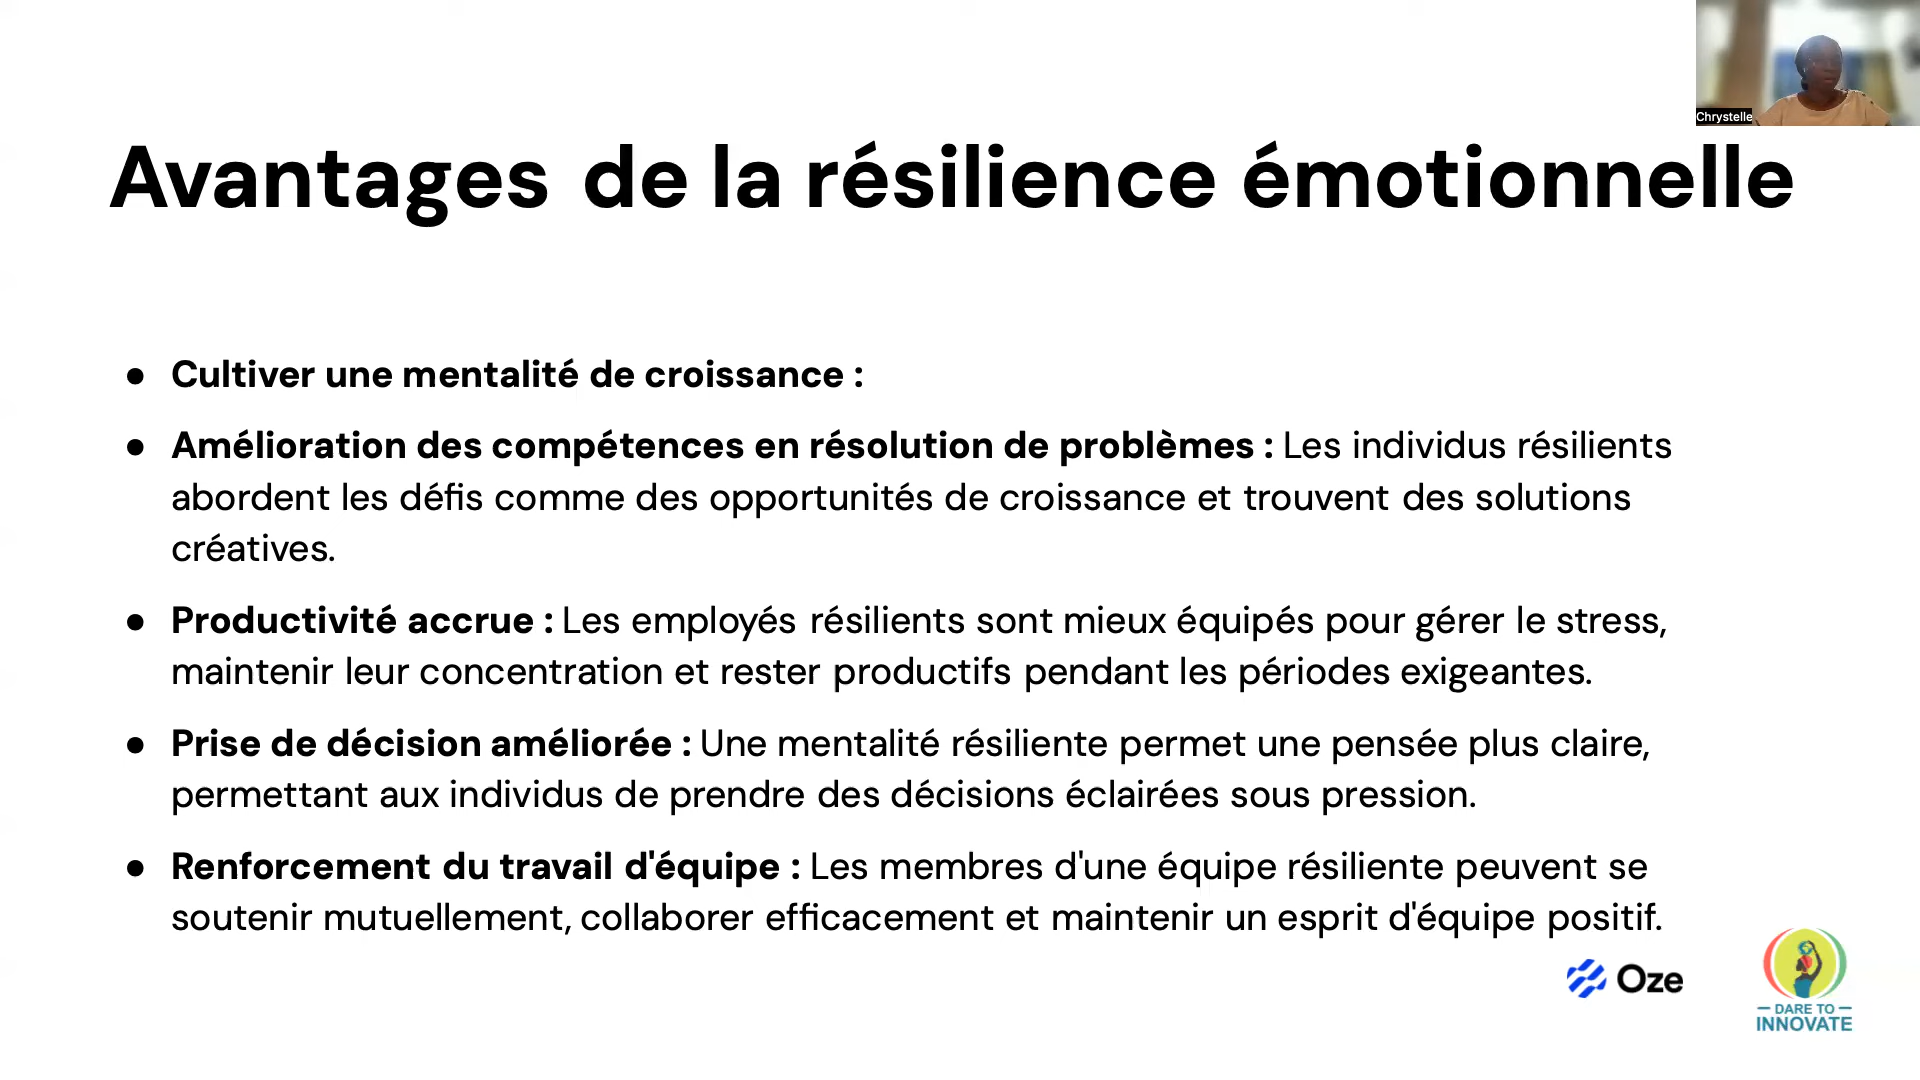 Chrystelle
Avantages de la résilience émotionnelle
● Cultiver une mentalité de croissance :
● Amélioration des compétences en résolution de problèmes : Les individus résilients
abordent les défis comme des opportunités de croissance et trouvent des solutions
créatives.
● Productivité accrue : Les employés résilients sont mieux équipés pour gérer le stress,
maintenir leur concentration et rester productifs pendant les périodes exigeantes.
● Prise de décision améliorée : Une mentalité résiliente permet une pensée plus claire,
permettant aux individus de prendre des décisions éclairées sous pression.
● Renforcement du travail d'équipe : Les membres d'une équipe résiliente peuvent se
soutenir mutuellement, collaborer efficacement et maintenir un esprit d'équipe positif.
Oze
DARE TO
INNOVATE